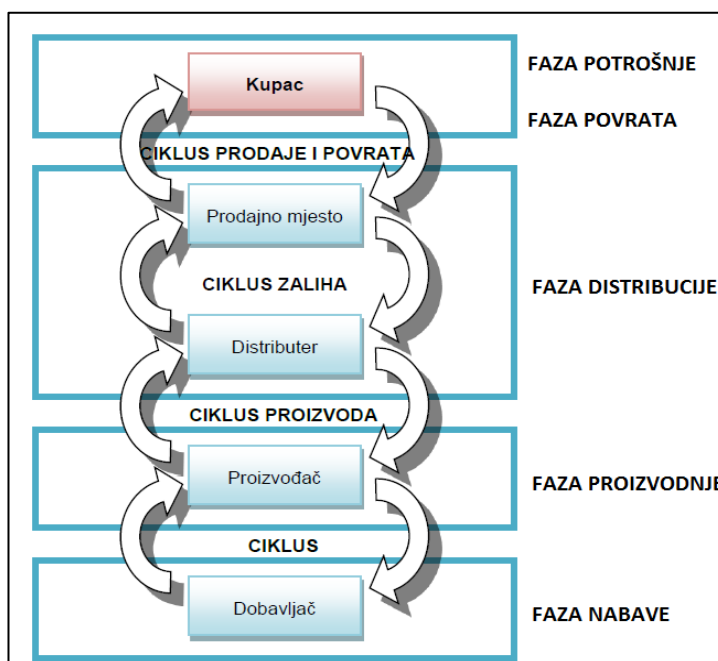 FAZA POTROŠNJE
Kupac
FAZA POVRATA
CIKLUS PRODAJE I POVRATA
Prodajno mjesto
CIKLUS ZALIHA
FAZA DISTRIBUCIJE
Distributer
CIKLUS PROIZVODA
Proizvođač
FAZA PROIZVODNJE
CIKLUS
Dobavljač
FAZA NABAVE